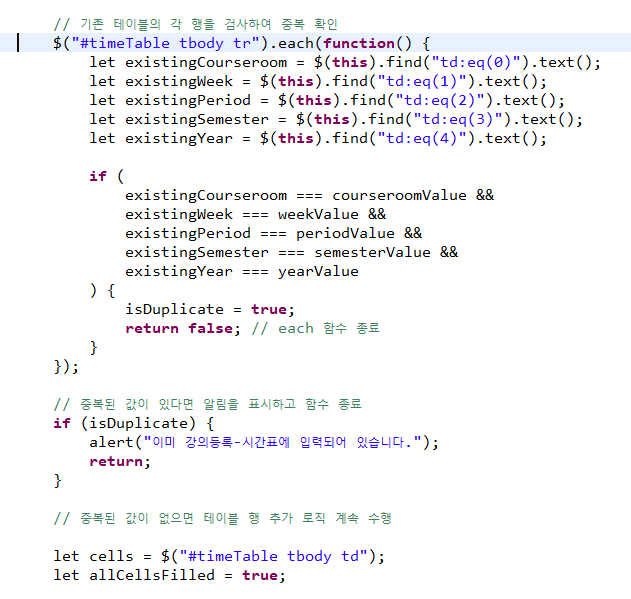 // 기존 테이블의 각 행을 검사하여 중복 확인
$("#timeTable tbody tr").each(function() {
let existingCourseroom = $(this).find("td:eq(0)").text();
let existingWeek = $(this).find("td:eq(1)").text();
let existingPeriod = $(this).find("td:eq(2)").text();
let existingSemester = $(this).find("td:eq(3)").text();
let existingYear = $(this).find("td:eq(4)").text();
if (
existingCourseroom === courseroomValue &&
existingWeek === weekValue &&
existingPeriod === periodValue &&
existingSemester === semesterValue &&
existingYear === yearValue
) {
isDuplicate = true;
return false; // each 함수 종료
}
});
// 중복된 값이 있다면 알림을 표시하고 함수 종료
if (isDuplicate) {
alert("이미 강의등록-시간표에 입력되어 있습니다.");
return;
}
// 중복된 값이 없으면 테이블 행 추가 로직 계속 수행
let cells = $("#timeTable tbody td");
let allCellsFilled = true;